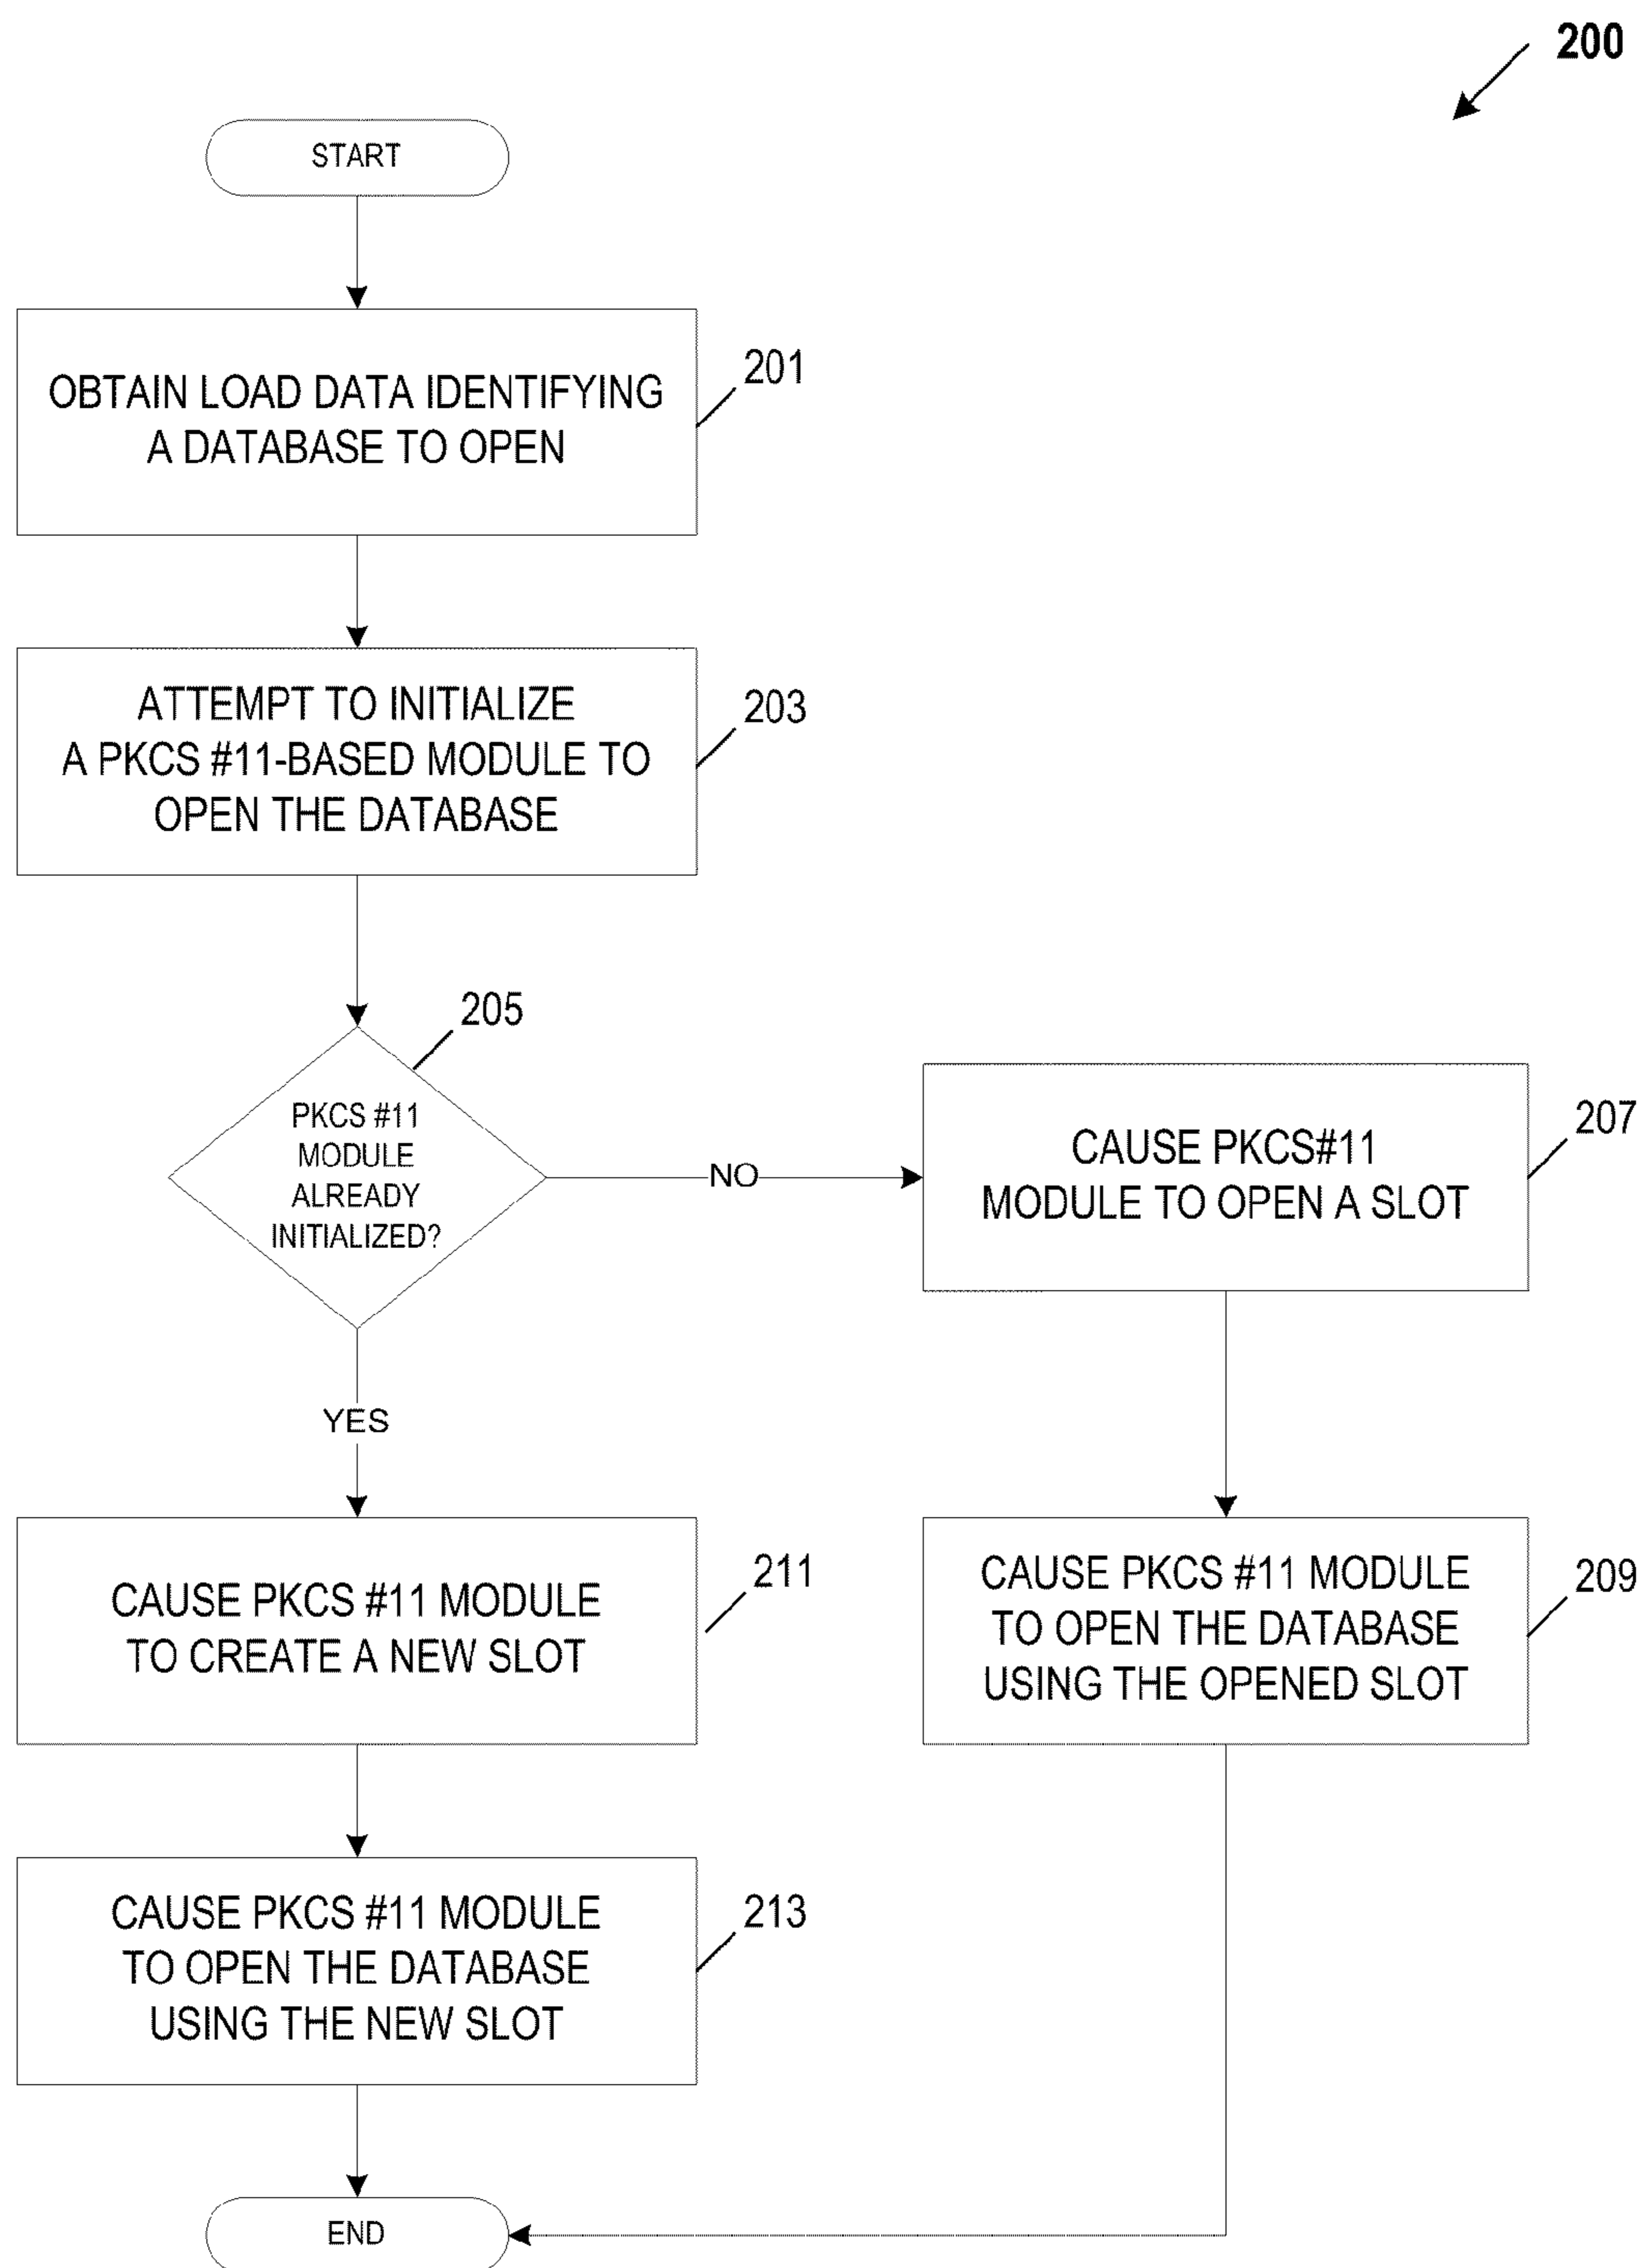 200
START
OBTAIN LOAD DATA IDENTIFYING
A DATABASE TO OPEN
201
ATTEMPT TO INITIALIZE
A PKCS #11-BASED MODULE TO
OPEN THE DATABASE
203
205
PKCS #11
MODULE
ALREADY
INITIALIZED?
NO
CAUSE PKCS#11
MODULE TO OPEN A SLOT
207
YES
CAUSE PKCS #11 MODULE
TO CREATE A NEW SLOT
211
CAUSE PKCS #11 MODULE
TO OPEN THE DATABASE
USING THE OPENED SLOT
209
CAUSE PKCS #11 MODULE
TO OPEN THE DATABASE
USING THE NEW SLOT
213
END